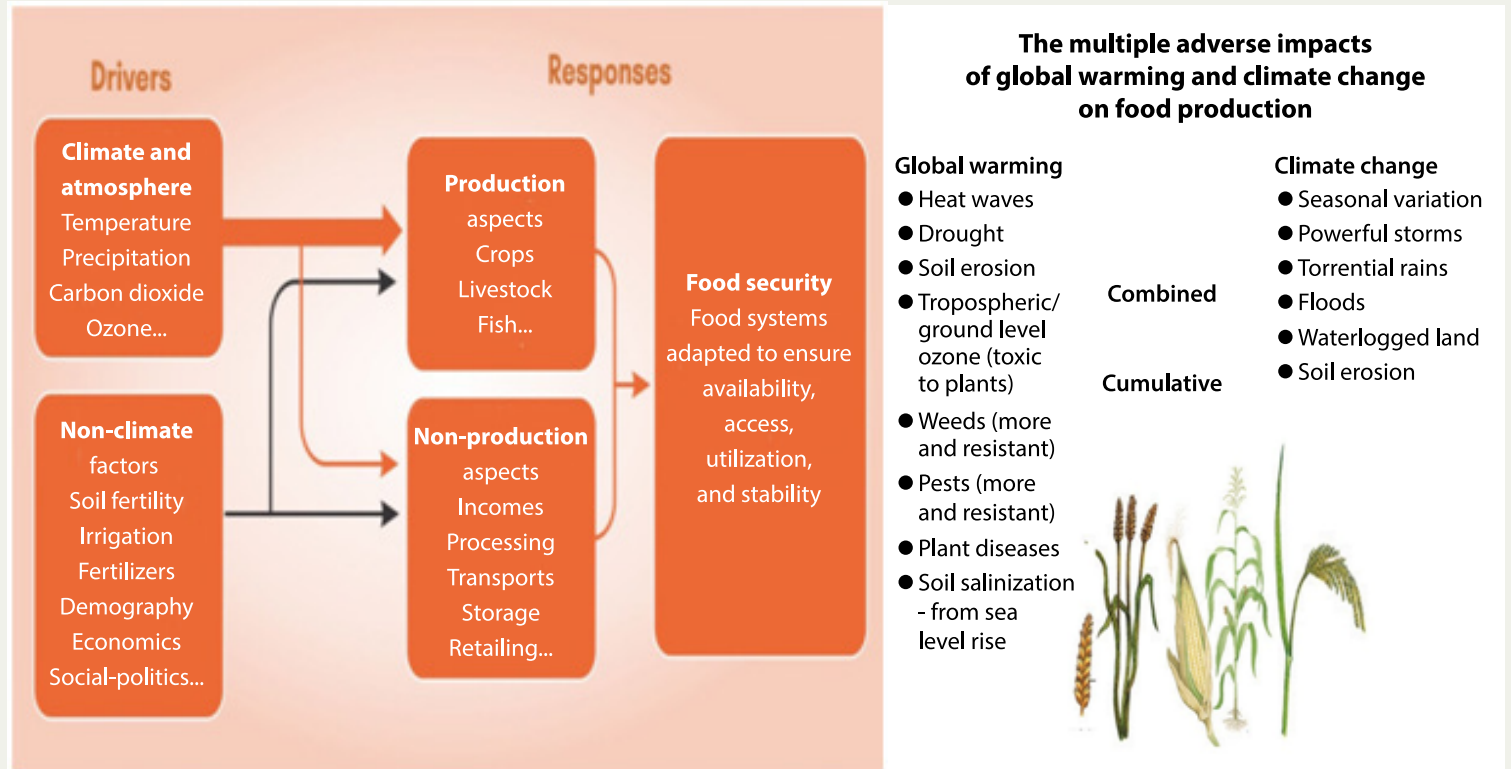 Drivers
Responses
Climate and
atmosphere
Temperature
Precipitation
Carbon dioxide
Ozone...
Non-climate
factors
Soil fertility
Irrigation
Fertilizers
Demography
Economics
Social-politics...
Production
aspects
Crops
Livestock
Fish...
Non-production
aspects
Incomes
Processing
Transports
Storage
Retailing...
Food security
Food systems
adapted to ensure
availability,
access,
utilization,
and stability
The multiple adverse impacts
of global warming and climate change
on food production
Global warming
● Heat waves
● Drought
● Soil erosion
● Tropospheric/
ground level
ozone (toxic
to plants)
● Weeds (more
and resistant)
● Pests (more
and resistant)
● Plant diseases
● Soil salinization
- from sea
level rise
Combined
Cumulative
Climate change
● Seasonal variation
● Powerful storms
● Torrential rains
● Floods
● Waterlogged land
● Soil erosion